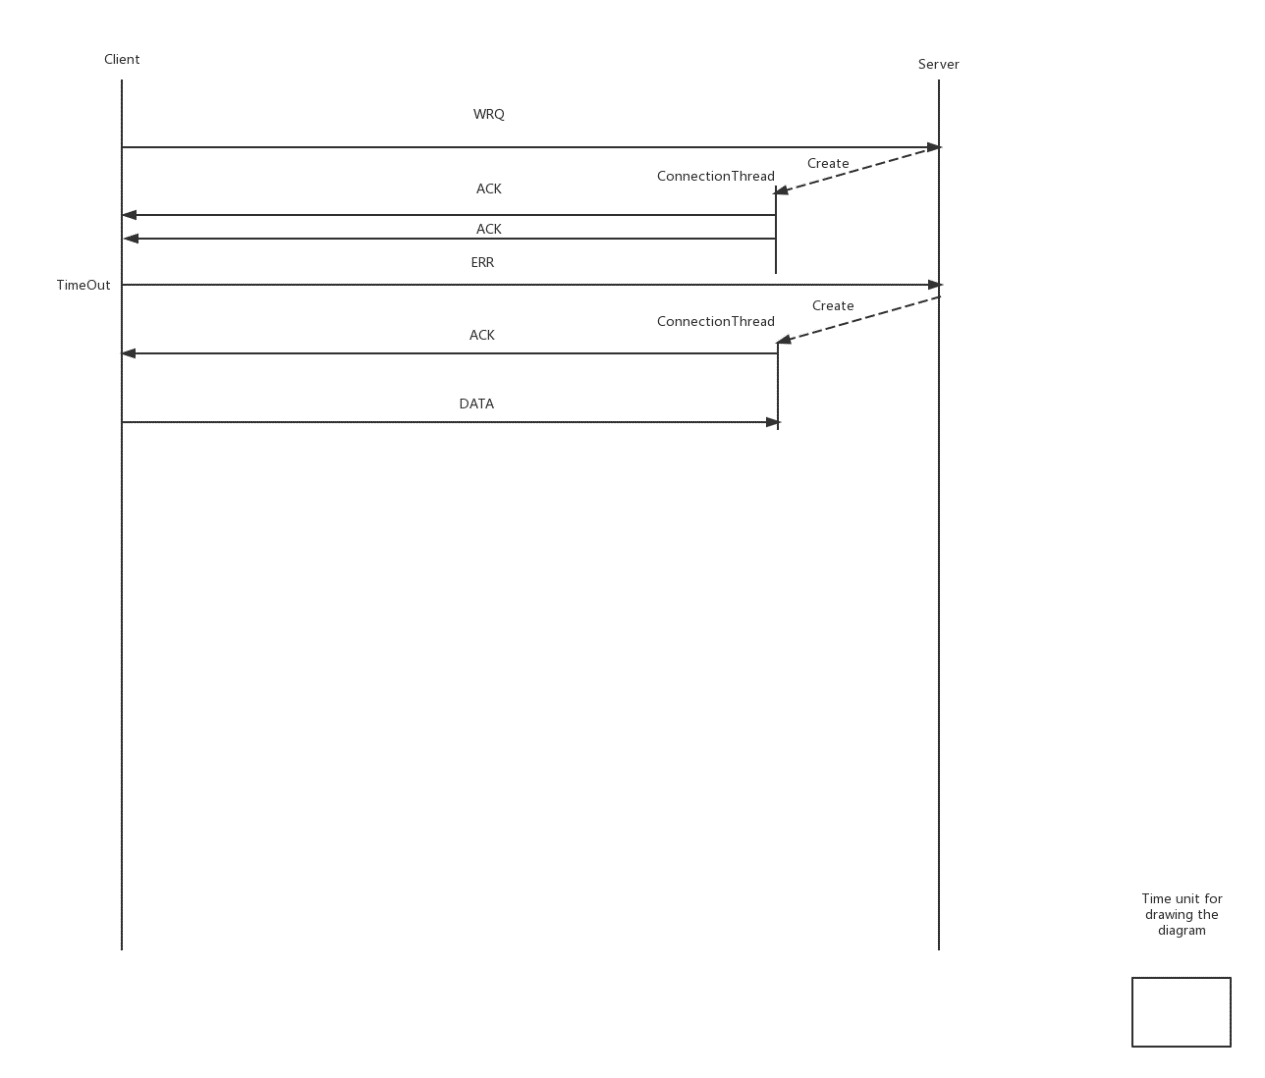 Client
Server
WRQ
Create
ConnectionThread
ACK
ACK
ERR
TimeOut
Create
ConnectionThread
ACK
DATA
Time unit for
drawing the
diagram